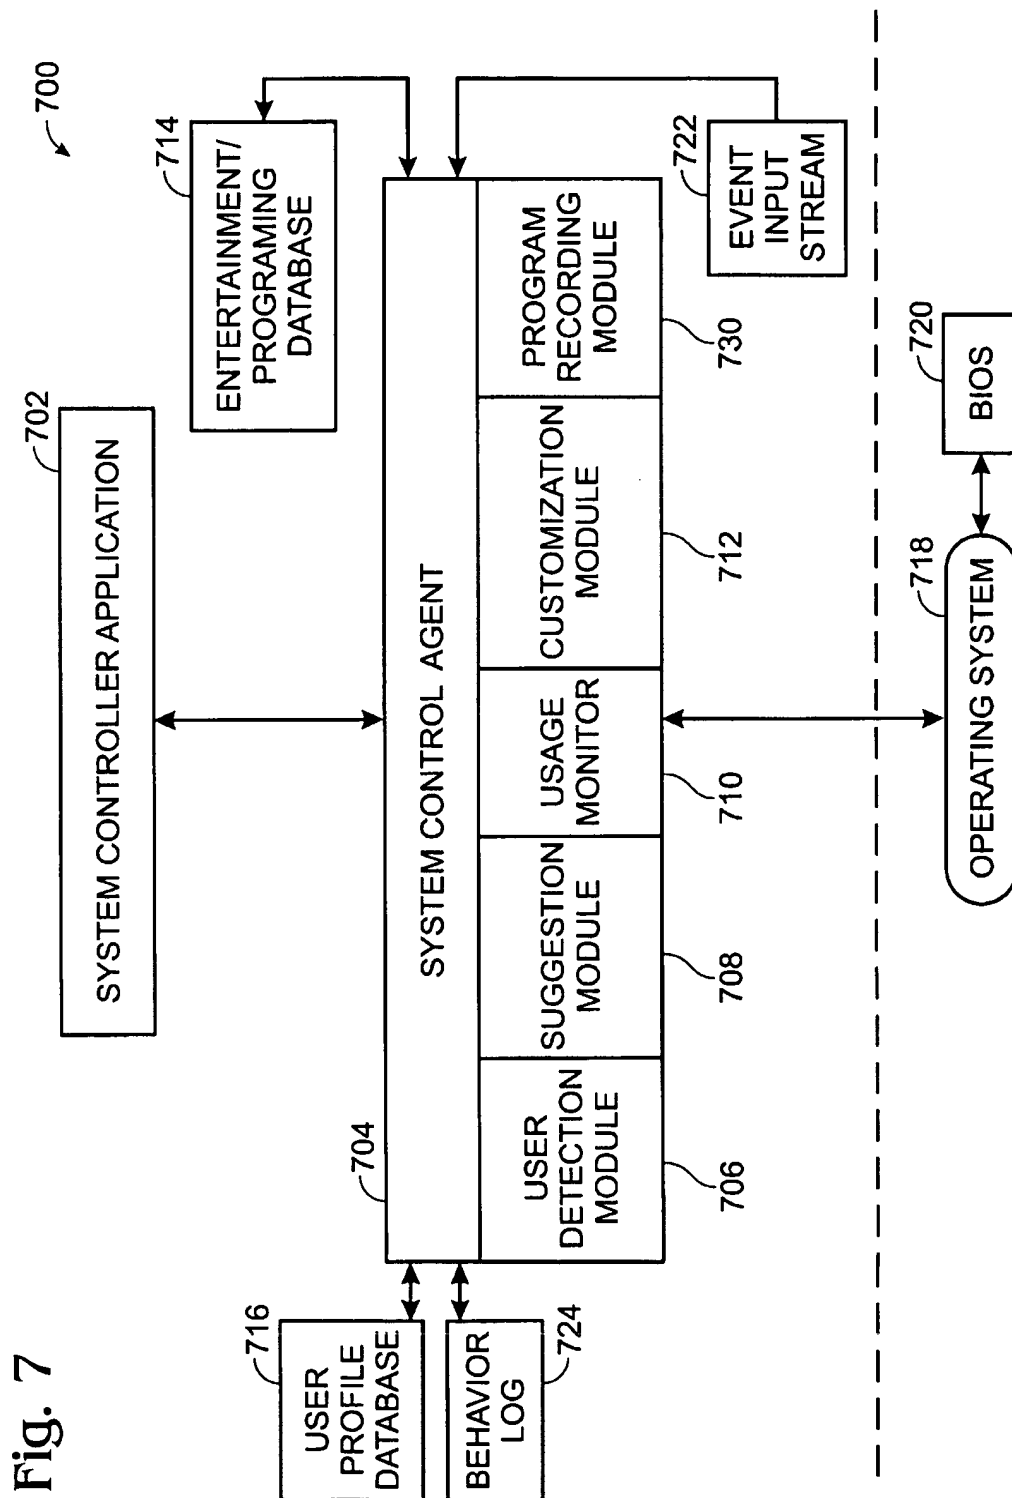 Fig. 7
700
702
SYSTEM CONTROLLER APPLICATION
714
ENTERTAINMENT/
PROGRAMING
DATABASE
716
USER
PROFILE
DATABASE
704
SYSTEM CONTROL AGENT
BEHAVIOR
LOG
724
USER
DETECTION
MODULE
SUGGESTION
MODULE
USAGE
MONITOR
CUSTOMIZATION
MODULE
PROGRAM
RECORDING
MODULE
706
708
710
712
730
722
EVENT
INPUT
STREAM
718
OPERATING SYSTEM
720
BIOS